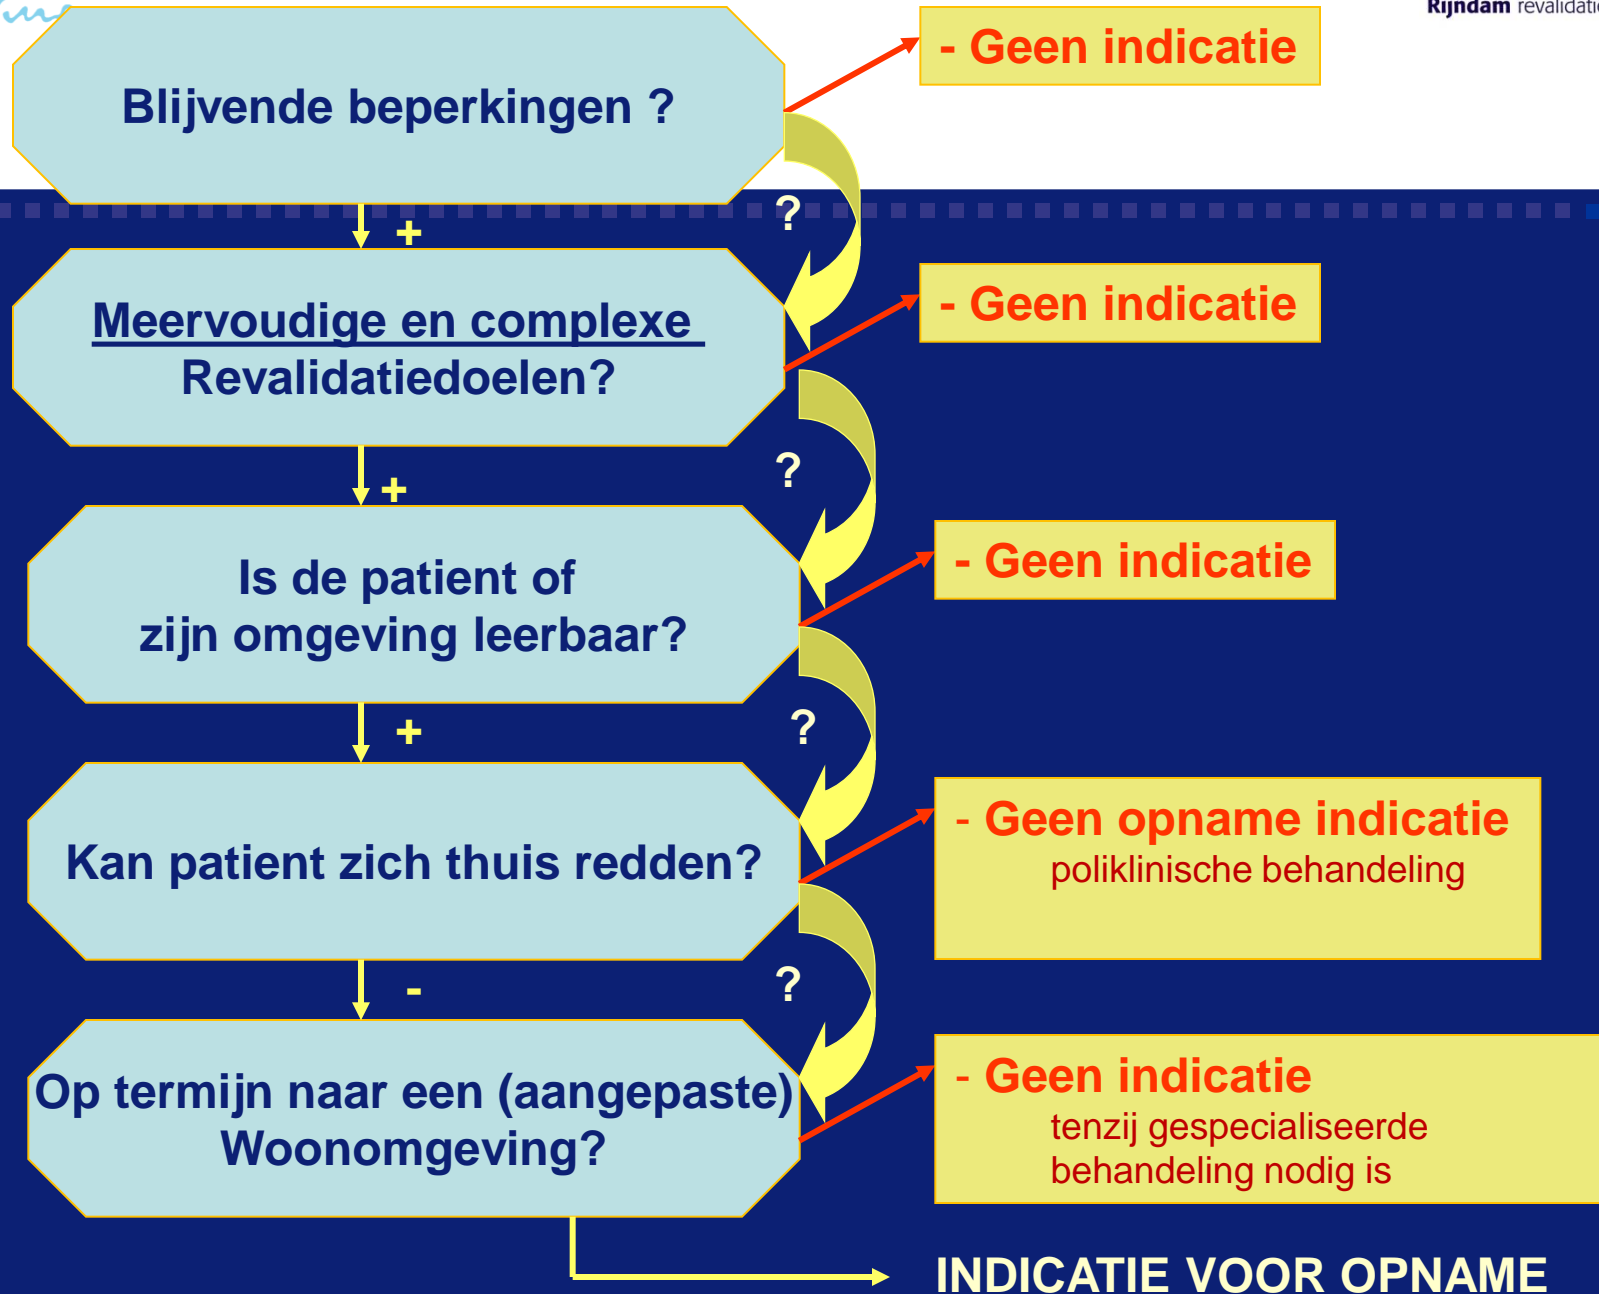 Rijndam revalidatie
Blijvende beperkingen ?
- Geen indicatie
+
?
Meervoudige en complexe
Revalidatiedoelen?
- Geen indicatie
+
?
Is de patient of
zijn omgeving leerbaar?
- Geen indicatie
+
?
Kan patient zich thuis redden?
- Geen opname indicatie
poliklinische behandeling
-
?
Op termijn naar een (aangepaste)
Woonomgeving?
- Geen indicatie
tenzij gespecialiseerde
behandeling nodig is
INDICATIE VOOR OPNAME